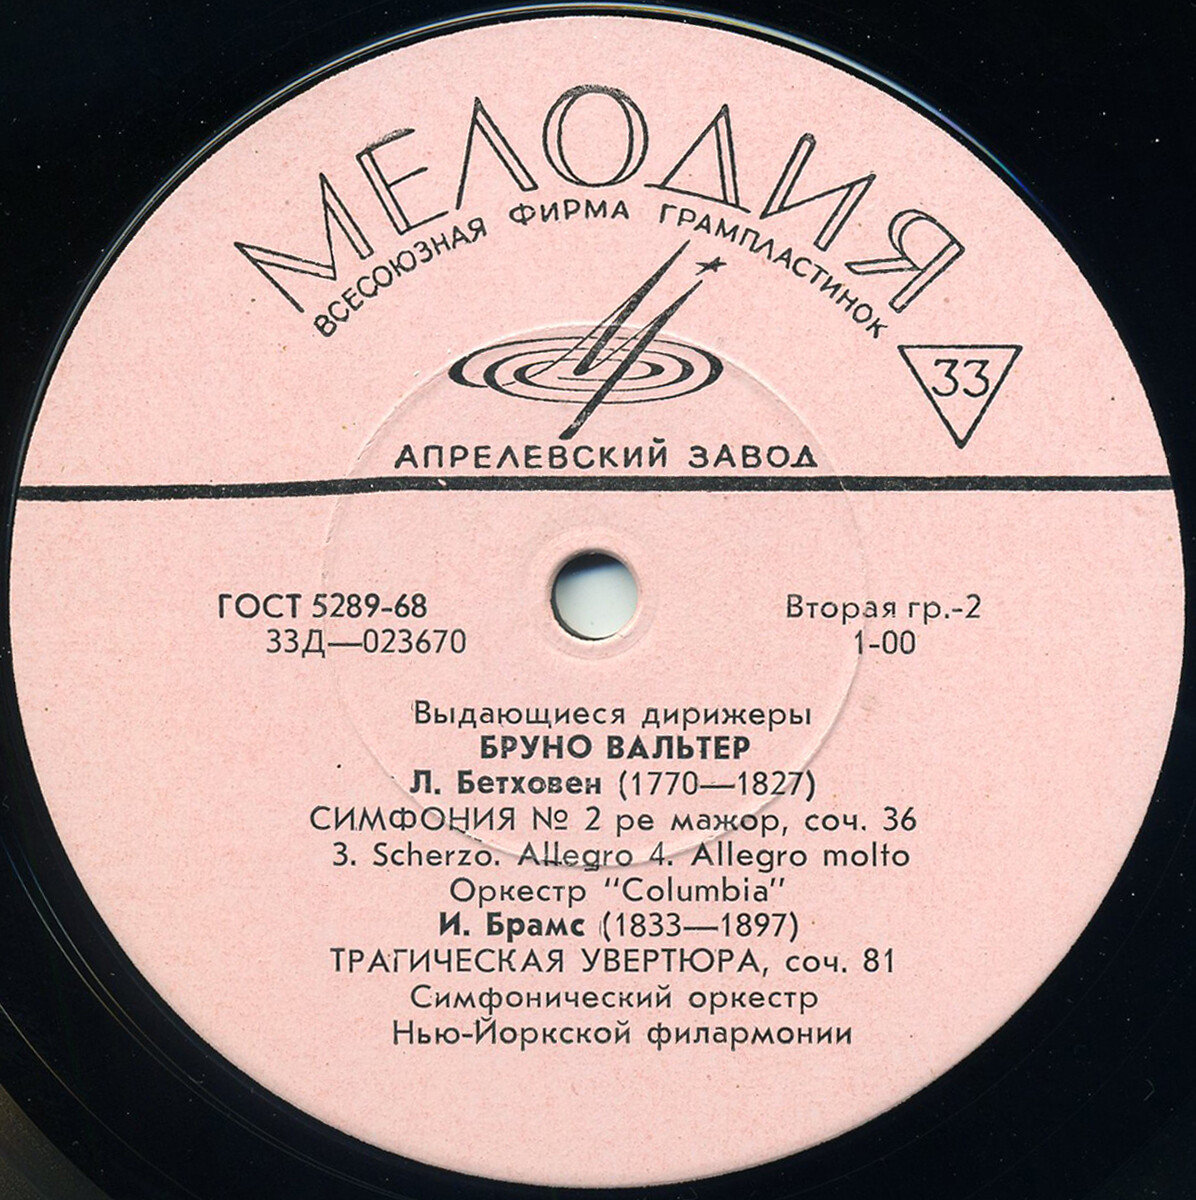 МЕЛОДИЯ
ВСЕСОЮЗНАЯ ФИРМА ГРАМПЛАСТИНОК
33
АПРЕЛЕВСКИЙ ЗАВОД
ГОСТ 5289-68
33Д—023670
Вторая гр.-2
1-00
Выдающиеся дирижеры
БРУНО ВАЛЬТЕР
Л. Бетховен (1770—1827)
СИМФОНИЯ № 2 ре мажор, соч. 36
3. Scherzo. Allegro 4. Allegro molto
Оркестр "Columbia"
И. Брамс (1833—1897)
ТРАГИЧЕСКАЯ УВЕРТЮРА, соч. 81
Симфонический оркестр
Нью-Йоркской филармонии